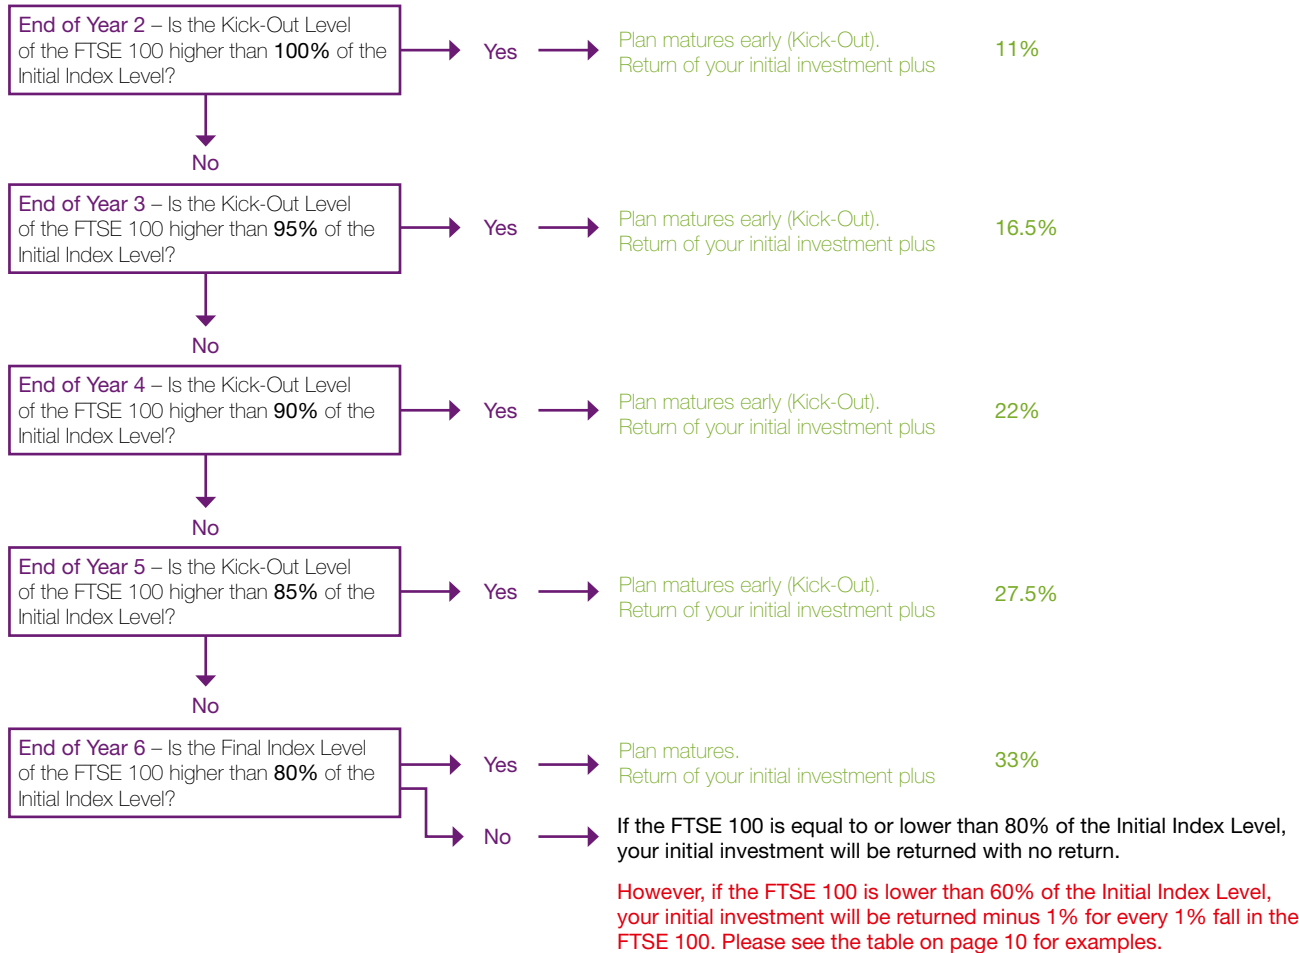 End of Year 2 – Is the Kick-Out Level
of the FTSE 100 higher than 100% of the
Initial Index Level?
Yes
Plan matures early (Kick-Out).
Return of your initial investment plus
11%
No
End of Year 3 – Is the Kick-Out Level
of the FTSE 100 higher than 95% of the
Initial Index Level?
Yes
Plan matures early (Kick-Out).
Return of your initial investment plus
16.5%
No
End of Year 4 – Is the Kick-Out Level
of the FTSE 100 higher than 90% of the
Initial Index Level?
Yes
Plan matures early (Kick-Out).
Return of your initial investment plus
22%
No
End of Year 5 – Is the Kick-Out Level
of the FTSE 100 higher than 85% of the
Initial Index Level?
Yes
Plan matures early (Kick-Out).
Return of your initial investment plus
27.5%
No
End of Year 6 – Is the Final Index Level
of the FTSE 100 higher than 80% of the
Initial Index Level?
Yes
Plan matures.
Return of your initial investment plus
33%
No
If the FTSE 100 is equal to or lower than 80% of the Initial Index Level,
your initial investment will be returned with no return.
However, if the FTSE 100 is lower than 60% of the Initial Index Level,
your initial investment will be returned minus 1% for every 1% fall in the
FTSE 100. Please see the table on page 10 for examples.